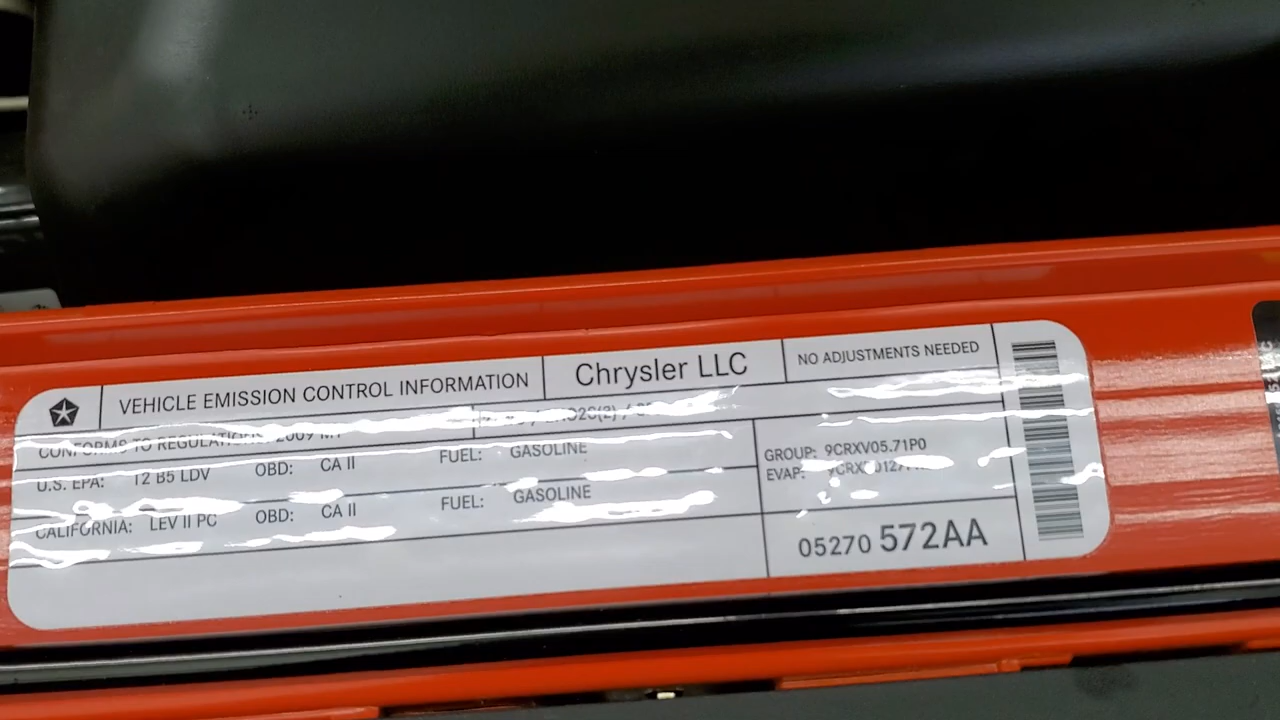 VEHICLE EMISSION CONTROL INFORMATION
Chrysler LLC
NO ADJUSTMENTS NEEDED
CONFORMS TO REGULATIONS: 2009 MY
U.S. EPA: T2 B5 LDV OBD: CA II FUEL: GASOLINE
CALIFORNIA: LEV II PC OBD: CA II FUEL: GASOLINE
GROUP: 9CRXV05.71P0
EVAP:
05270 572AA